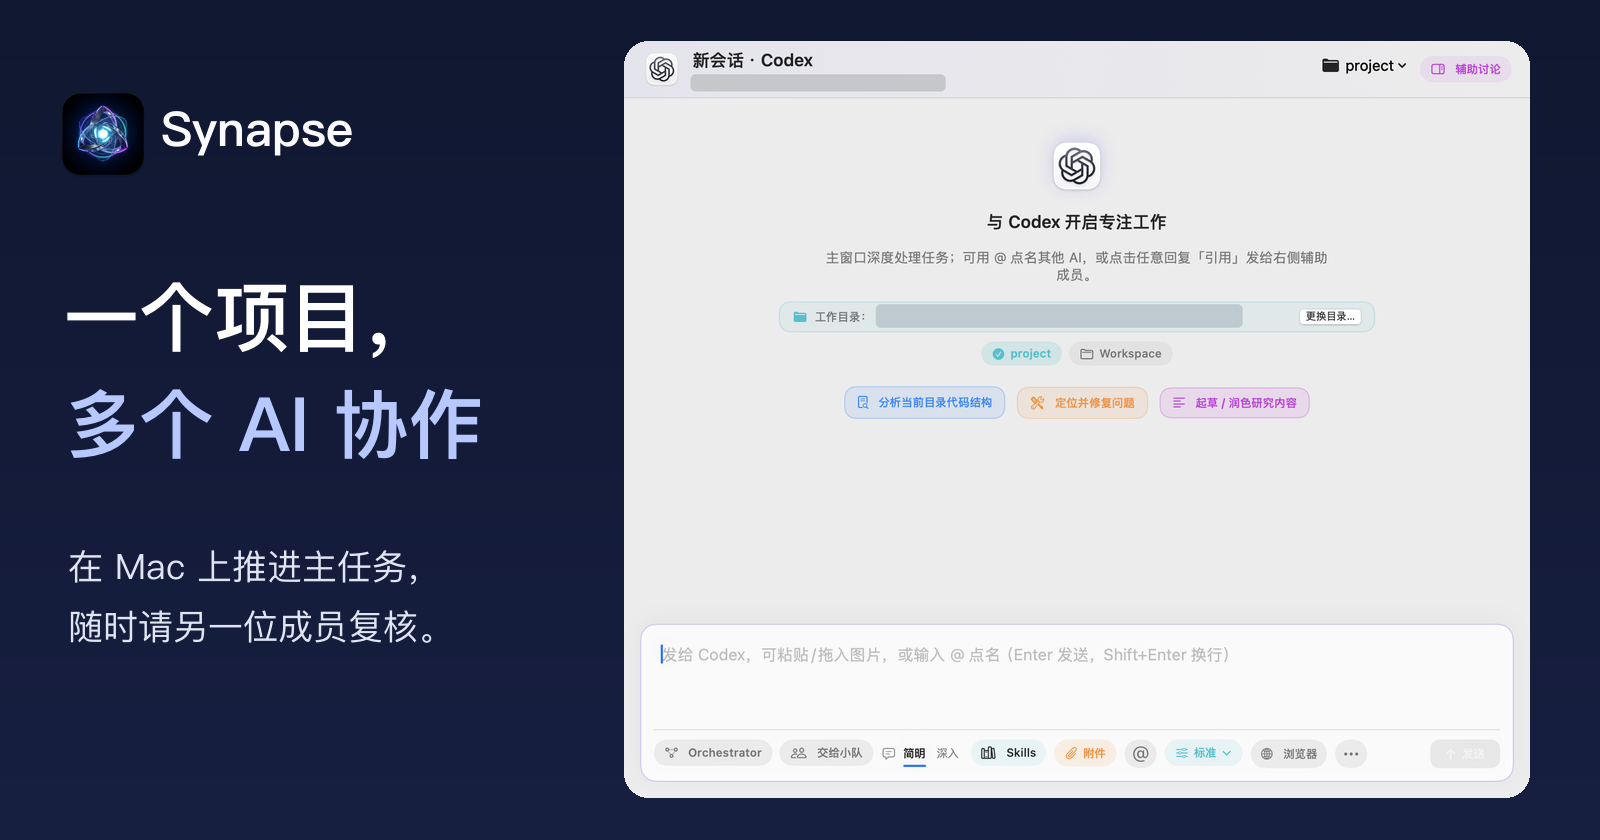 Synapse
一个项目，
多个 AI 协作
在 Mac 上推进主任务，
随时请另一位成员复核。
新会话 · Codex
project
辅助讨论
与 Codex 开启专注工作
主窗口深度处理任务；可用 @ 点名其他 AI，或点击任意回复「引用」发给右侧辅助
成员。
工作目录：
更换目录...
project
Workspace
分析当前目录代码结构
定位并修复问题
起草 / 润色研究内容
发给 Codex，可粘贴/拖入图片，或输入 @ 点名（Enter 发送，Shift+Enter 换行）
Orchestrator
交给小队
简明
深入
Skills
附件
@
标准
浏览器
发送